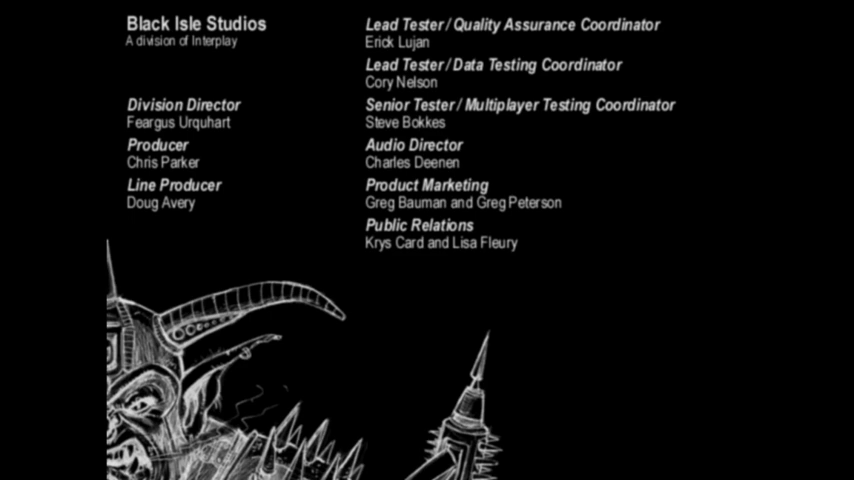 Black Isle Studios
A division of Interplay
Division Director
Feargus Urquhart
Producer
Chris Parker
Line Producer
Doug Avery
Lead Tester / Quality Assurance Coordinator
Erick Lujan
Lead Tester / Data Testing Coordinator
Cory Nelson
Senior Tester / Multiplayer Testing Coordinator
Steve Bokkes
Audio Director
Charles Deenen
Product Marketing
Greg Bauman and Greg Peterson
Public Relations
Krys Card and Lisa Fleury